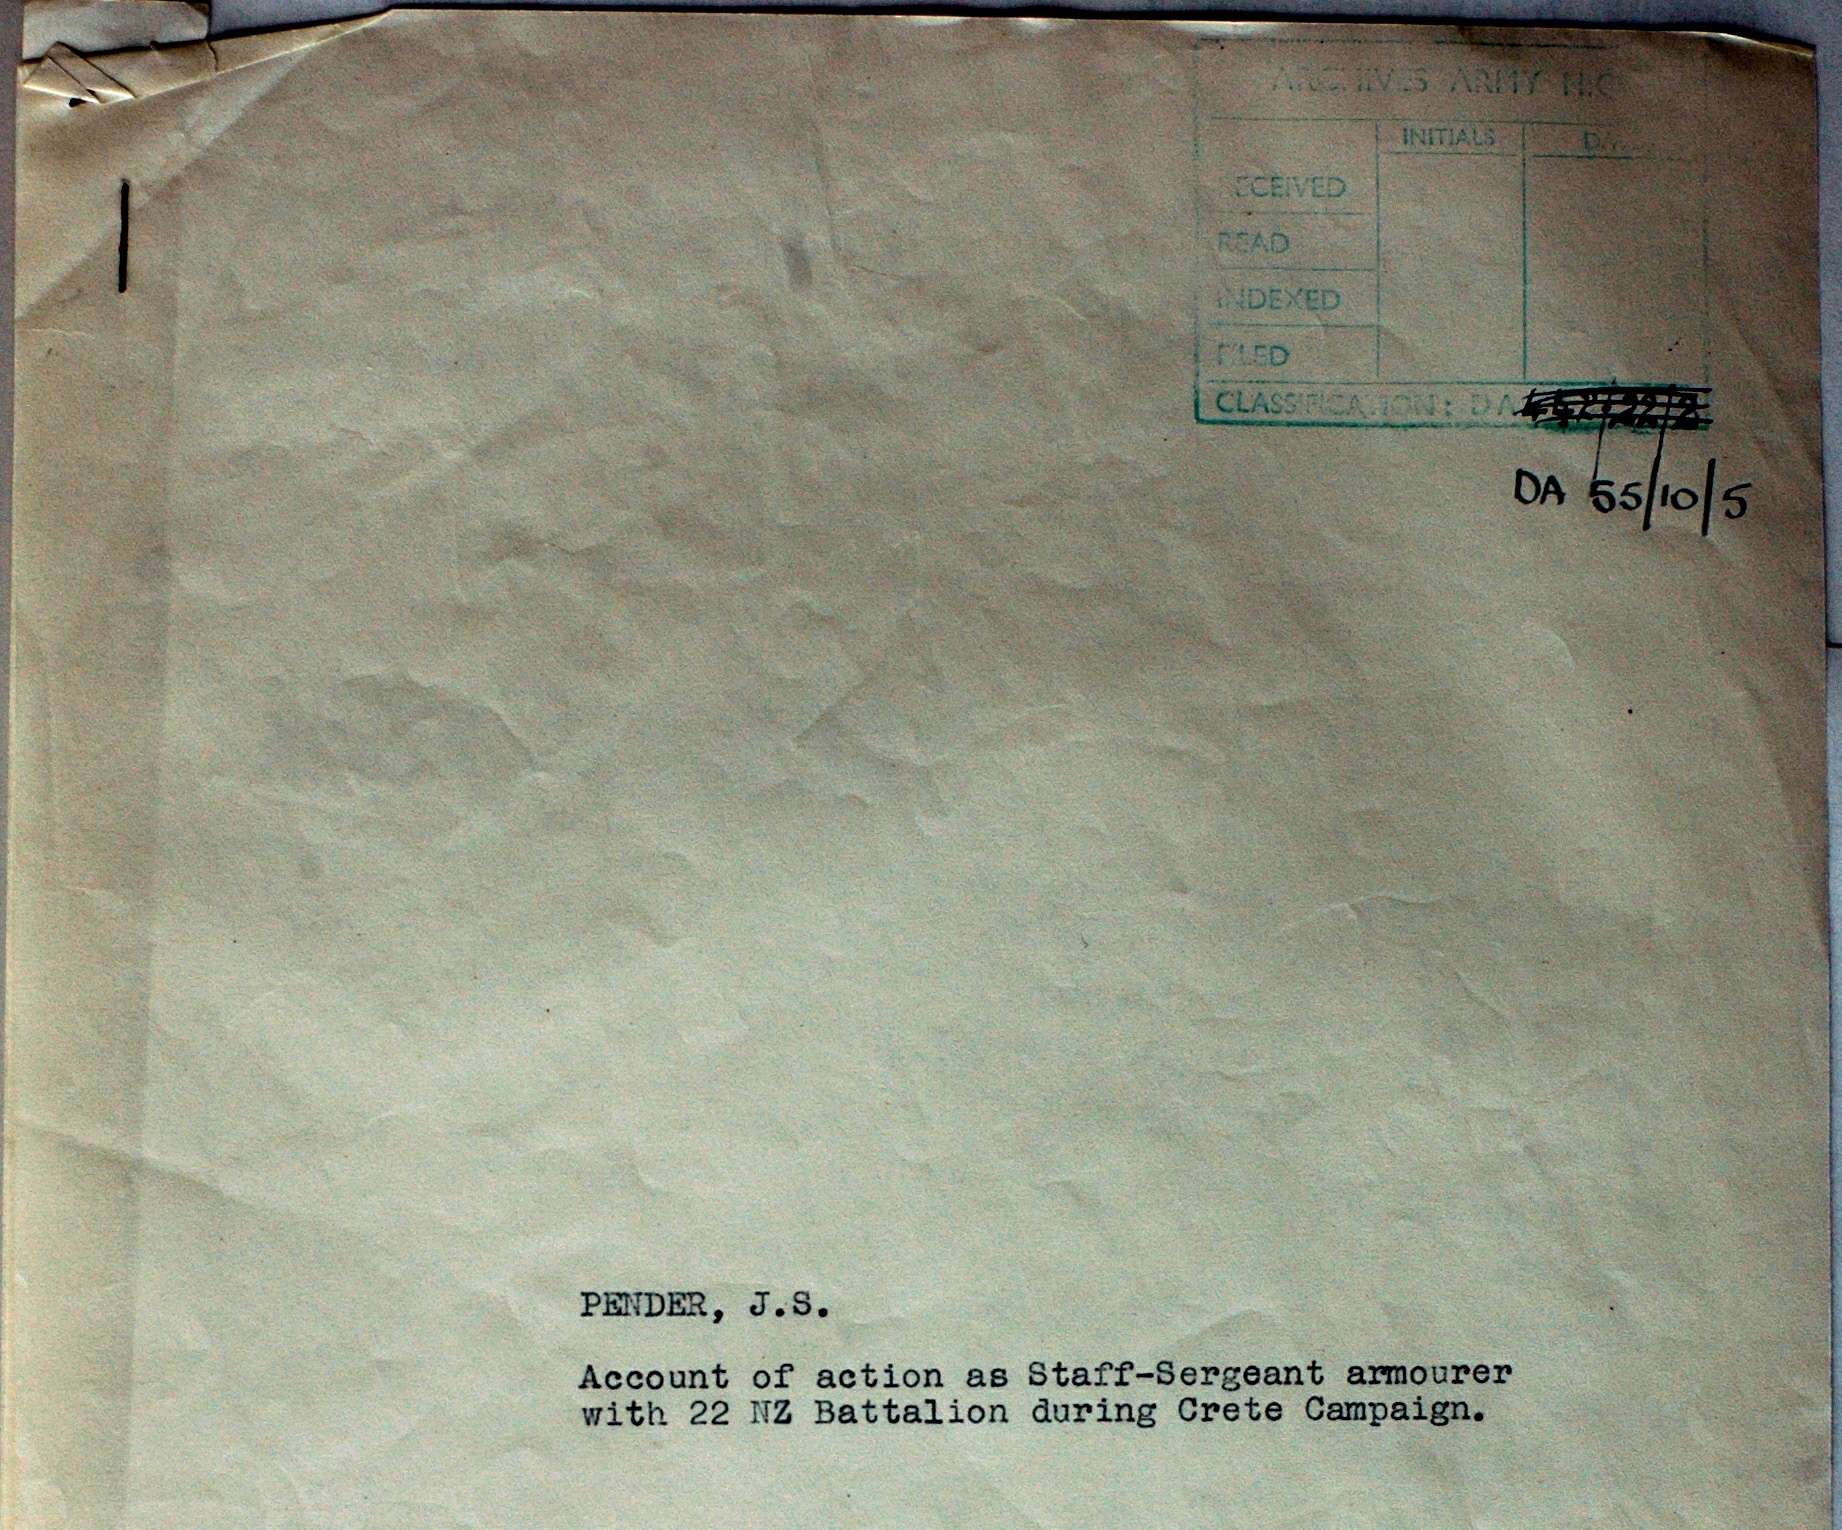 ARCHIVES ARMY H.Q
INITIALS
RECEIVED
READ
INDEXED
FILED
CLASSIFICATION: DA
DA 55/10/5
PENDER, J.S.
Account of action as Staff-Sergeant armourer
with 22 NZ Battalion during Crete Campaign.